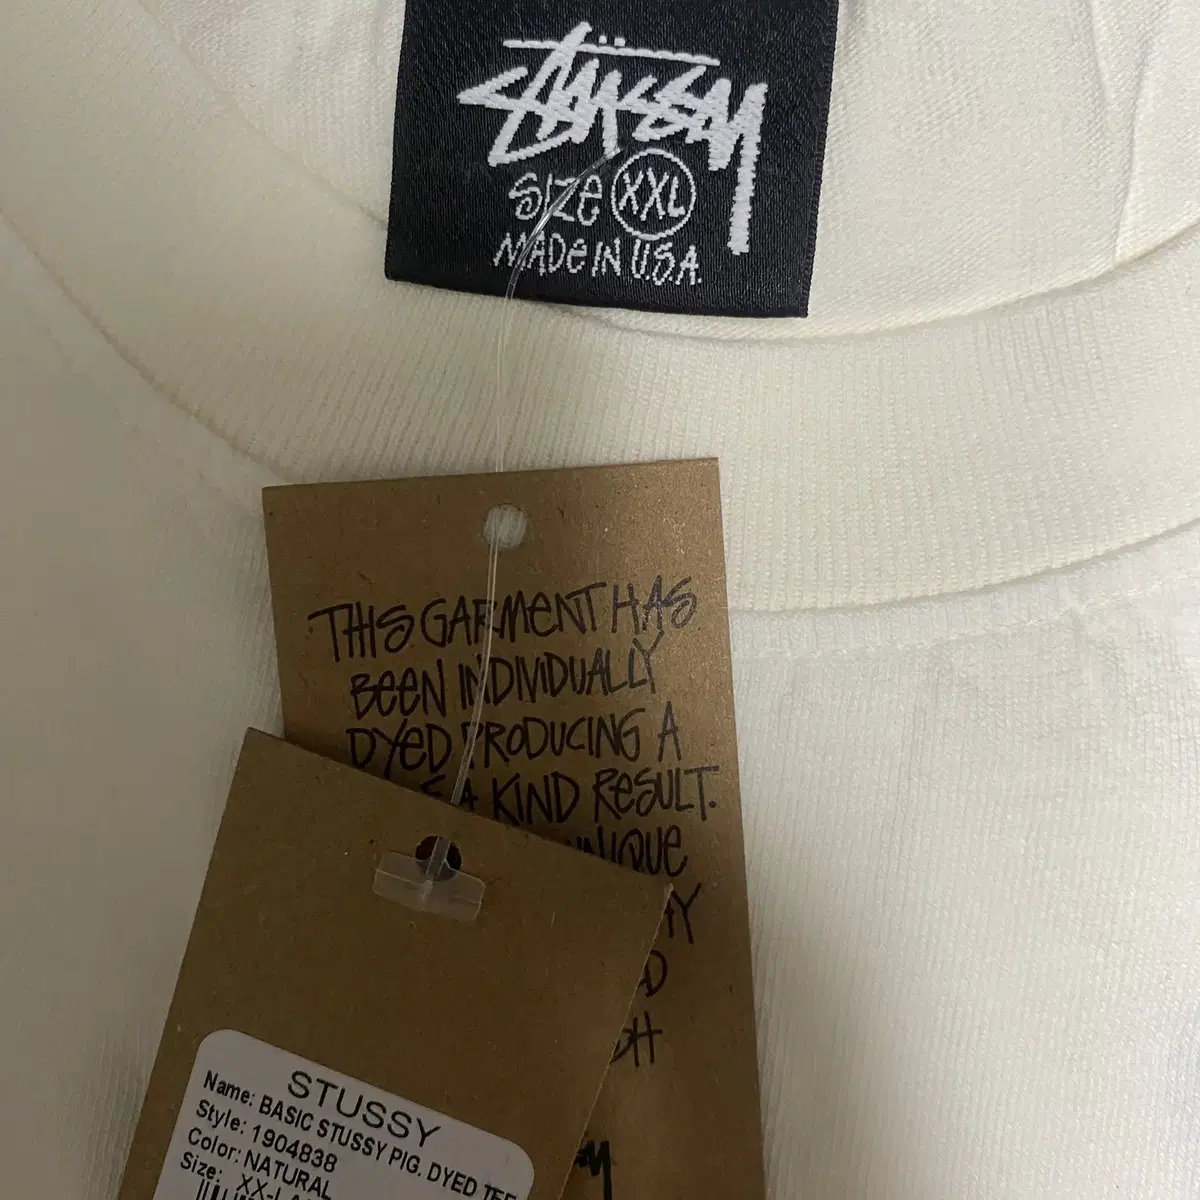 STÜSSY
SIZE XXL
MADE IN U.S.A.
THIS GARMENT HAS
BEEN INDIVIDUALLY
DYED PRODUCING A
A KIND RESULT.
UNIQUE
STUSSY
Name: BASIC STUSSY PIG. DYED TEE
Style: 1904838
Color: NATURAL
Size: